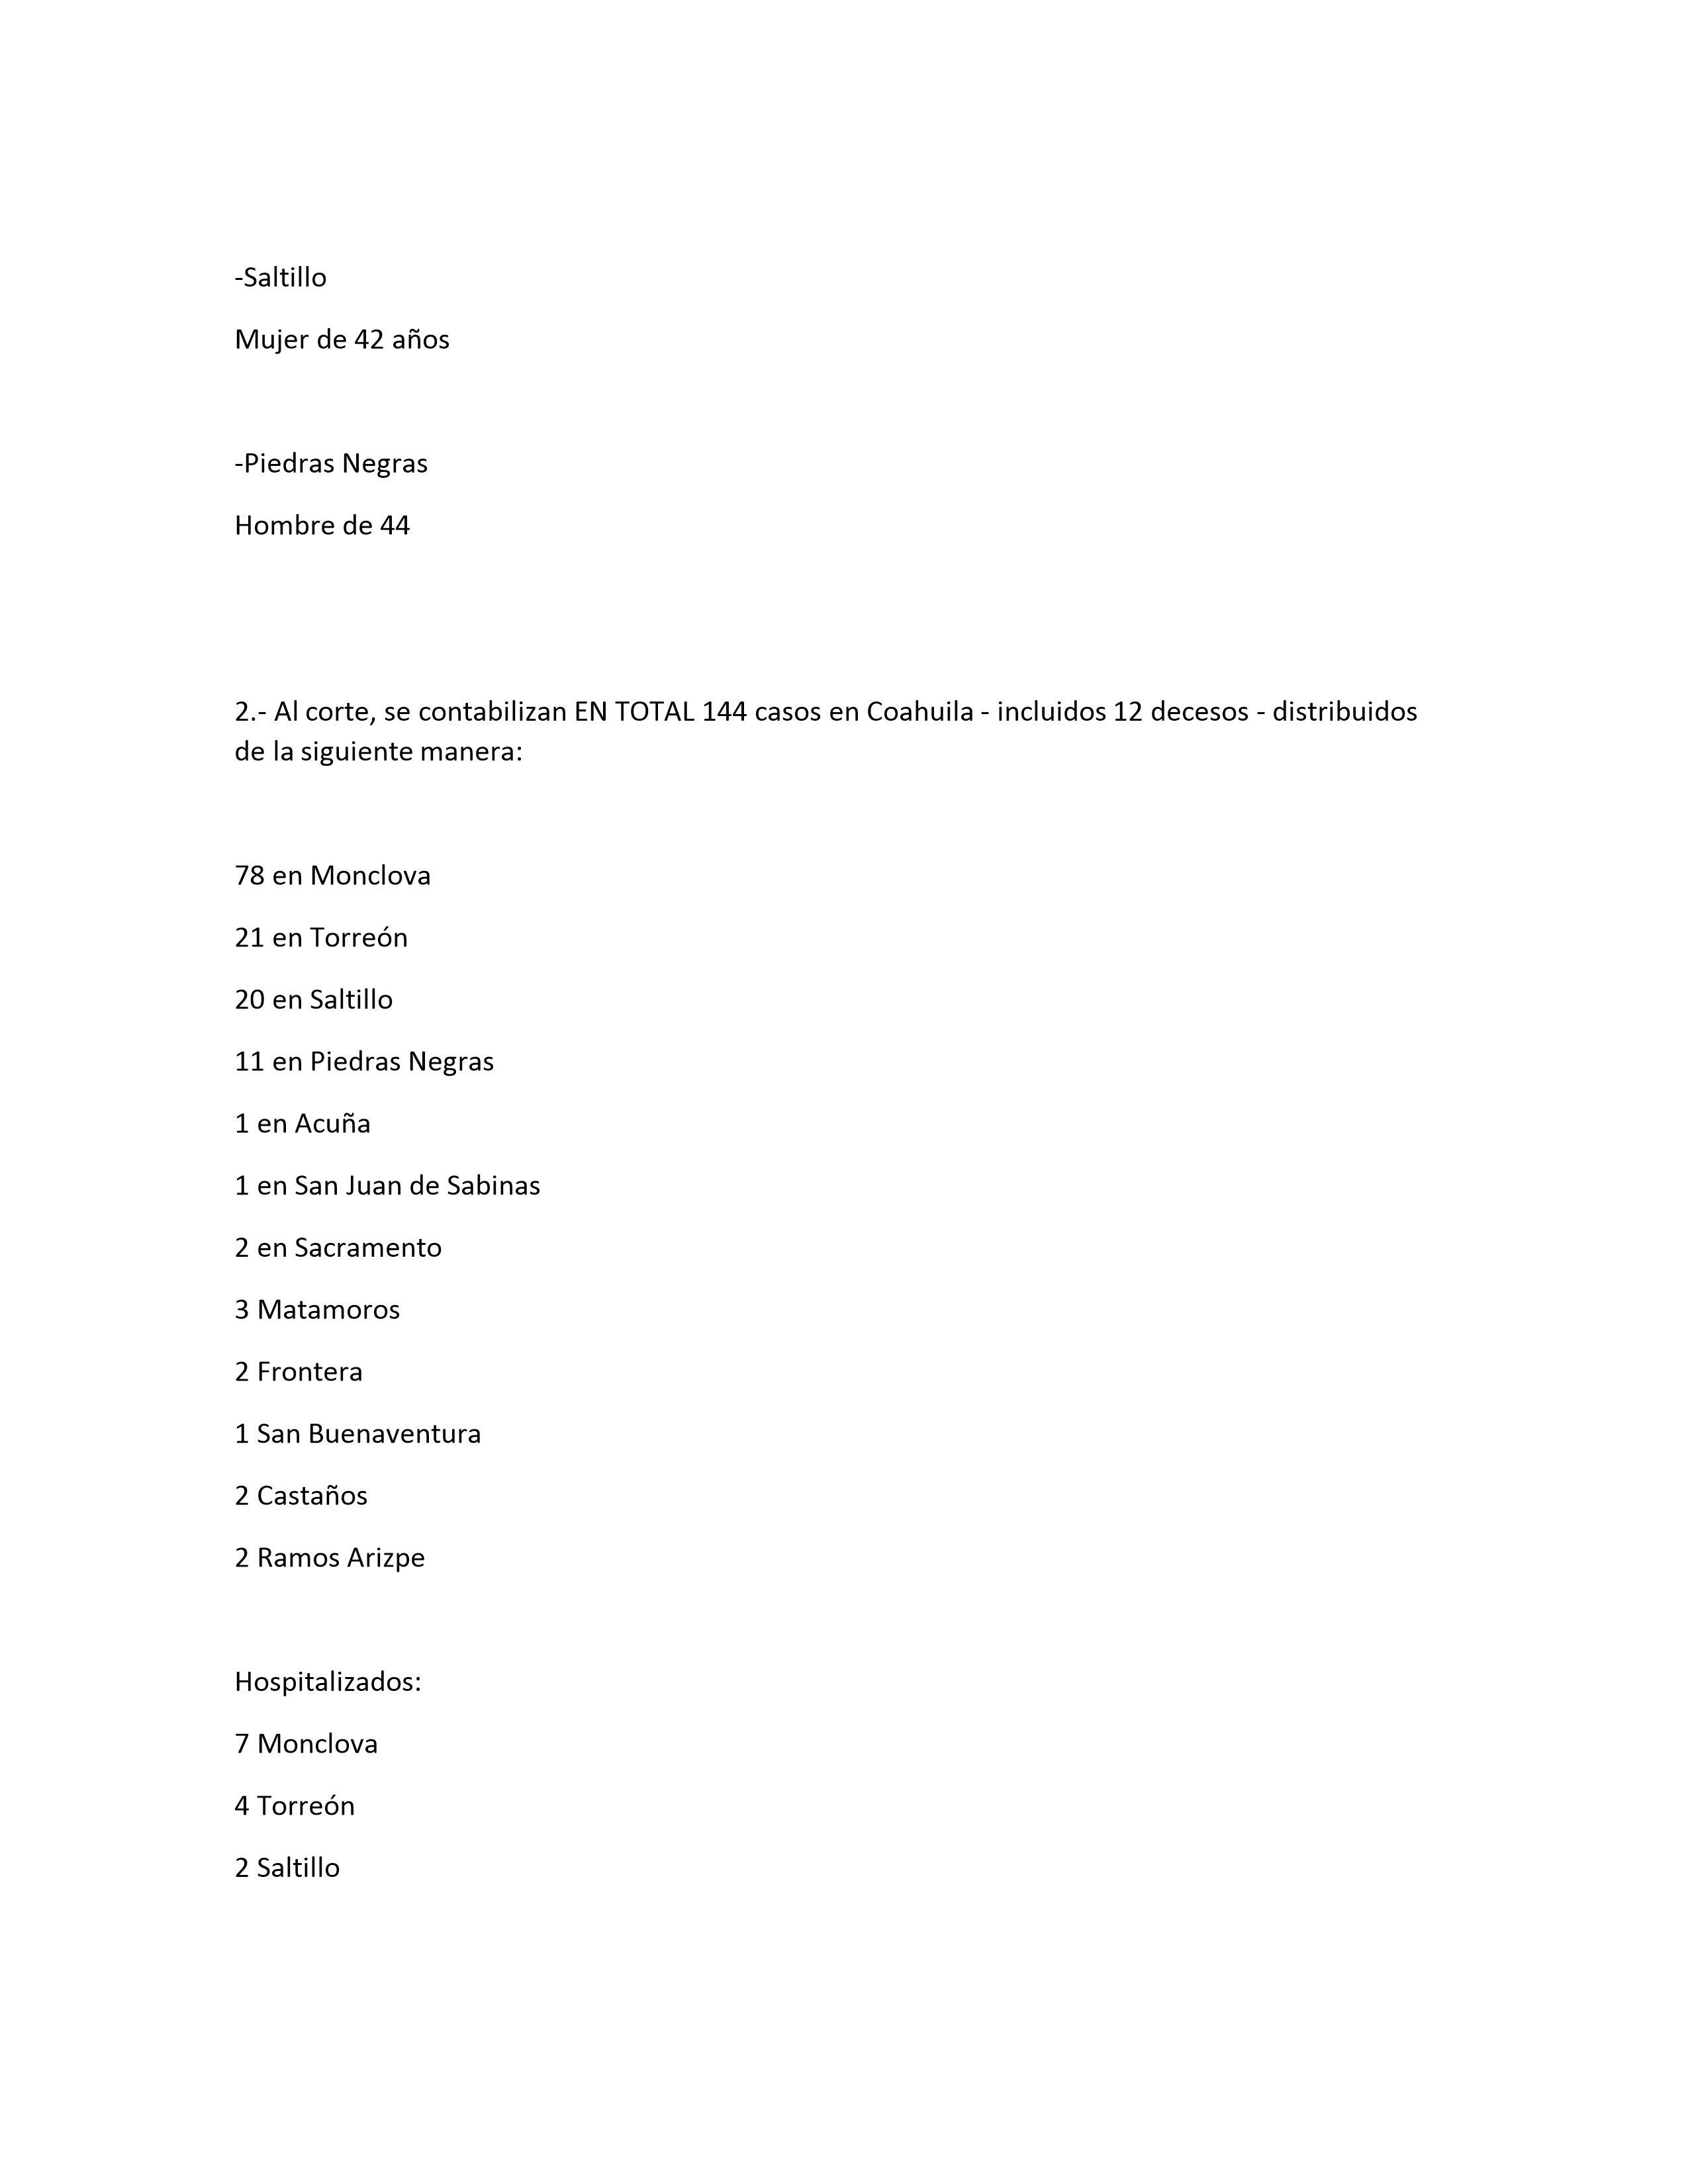 -Saltillo
Mujer de 42 años
-Piedras Negras
Hombre de 44
2.- Al corte, se contabilizan EN TOTAL 144 casos en Coahuila - incluidos 12 decesos - distribuidos
de la siguiente manera:
78 en Monclova
21 en Torreón
20 en Saltillo
11 en Piedras Negras
1 en Acuña
1 en San Juan de Sabinas
2 en Sacramento
3 Matamoros
2 Frontera
1 San Buenaventura
2 Castaños
2 Ramos Arizpe
Hospitalizados:
7 Monclova
4 Torreón
2 Saltillo